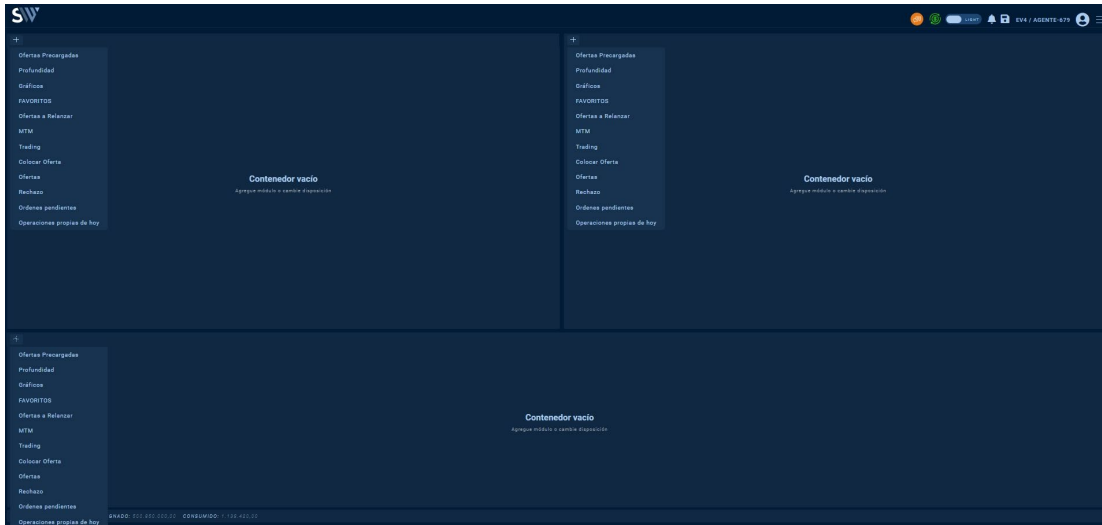 SW
LIGHT
EV4 / AGENTE-679
Ofertas Precargadas
Profundidad
Gráficos
FAVORITOS
Ofertas a Relanzar
MTM
Trading
Colocar Oferta
Ofertas
Rechazo
Ordenes pendientes
Operaciones propias de hoy
Contenedor vacío
Agregue módulo o cambie disposición
Ofertas Precargadas
Profundidad
Gráficos
FAVORITOS
Ofertas a Relanzar
MTM
Trading
Colocar Oferta
Ofertas
Rechazo
Ordenes pendientes
Operaciones propias de hoy
Contenedor vacío
Agregue módulo o cambie disposición
Ofertas Precargadas
Profundidad
Gráficos
FAVORITOS
Ofertas a Relanzar
MTM
Trading
Colocar Oferta
Ofertas
Rechazo
Ordenes pendientes
Operaciones propias de hoy
Contenedor vacío
Agregue módulo o cambie disposición
GNADO: CONSUMIDO: